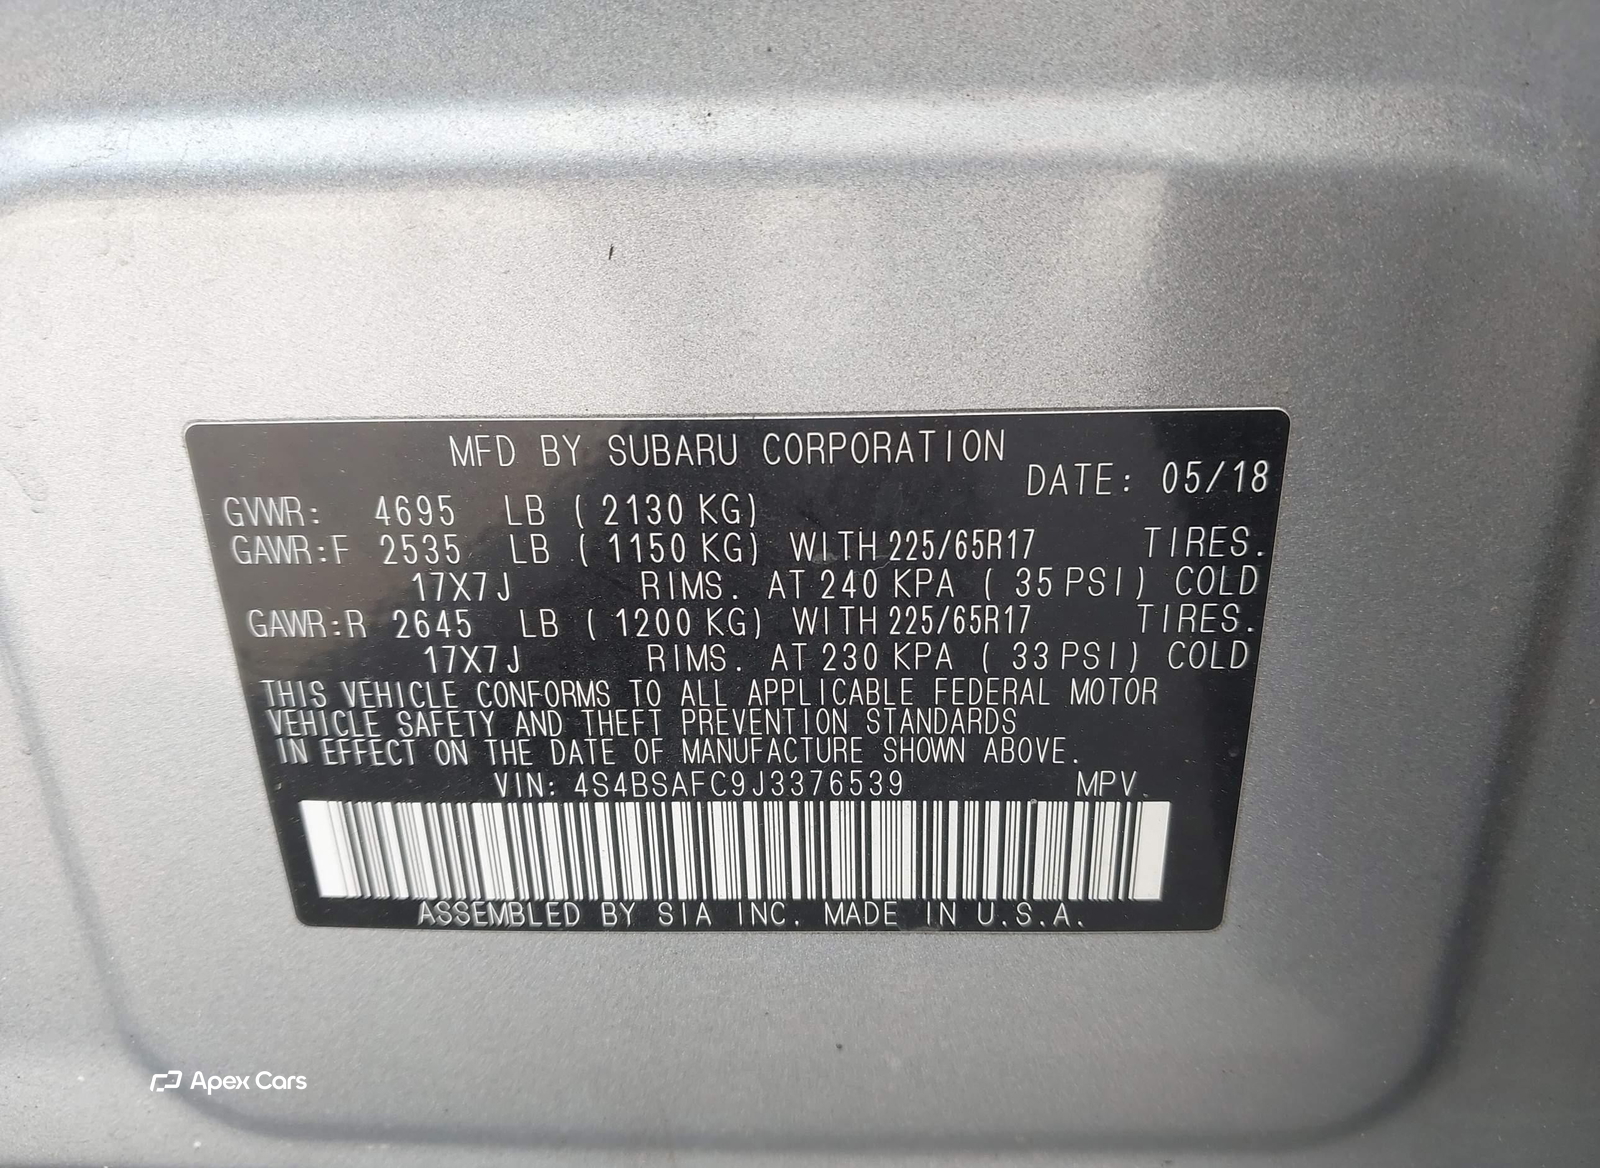 MFD BY SUBARU CORPORATION
DATE: 05/18
GVWR: 4695 LB ( 2130 KG)
GAWR:F 2535 LB ( 1150 KG) WITH 225/65R17 TIRES.
17X7J RIMS. AT 240 KPA ( 35 PSI) COLD
GAWR:R 2645 LB ( 1200 KG) WITH 225/65R17 TIRES.
17X7J RIMS. AT 230 KPA ( 33 PSI) COLD
THIS VEHICLE CONFORMS TO ALL APPLICABLE FEDERAL MOTOR
VEHICLE SAFETY AND THEFT PREVENTION STANDARDS
IN EFFECT ON THE DATE OF MANUFACTURE SHOWN ABOVE.
VIN: 4S4BSAFC9J3376539 MPV
ASSEMBLED BY SIA INC. MADE IN U.S.A.
Apex Cars